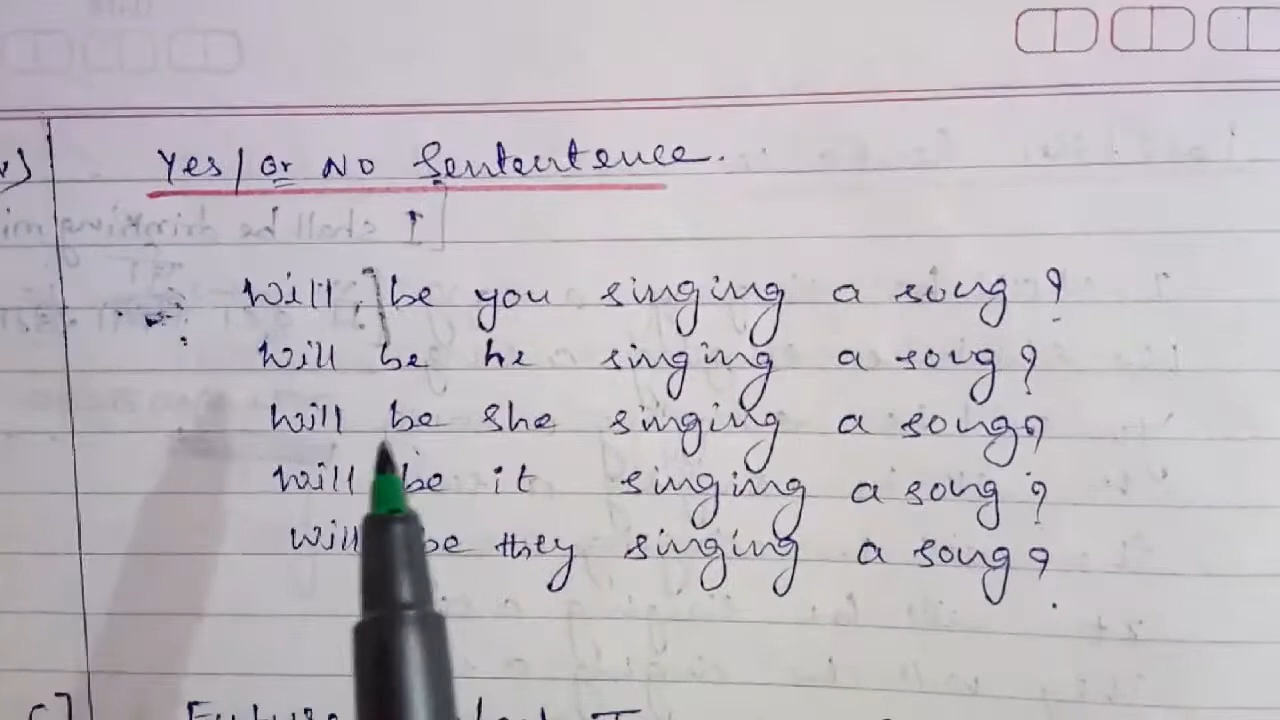 Yes/ or No Sententence.
Will, be you singing a song?
Will be he singing a song?
Will be she singing a song?
Will be it singing a song?
Will be they singing a song?